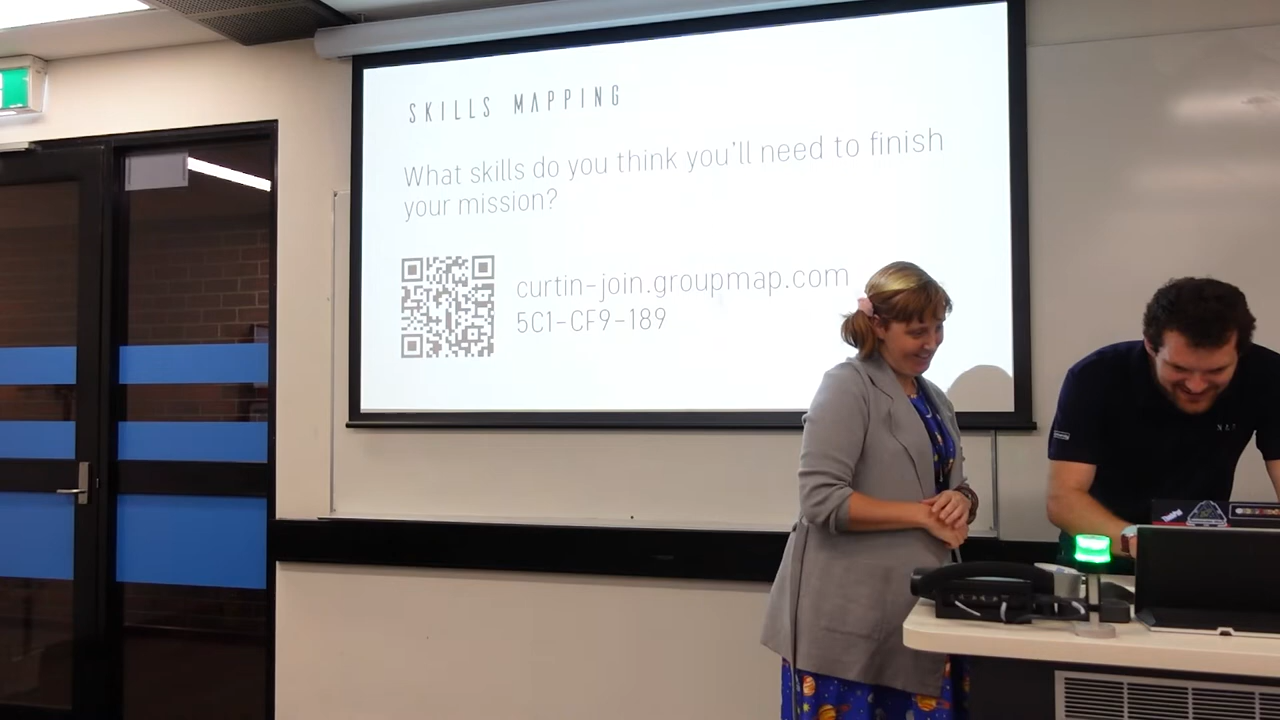 SKILLS MAPPING
What skills do you think you'll need to finish
your mission?
curtin-join.groupmap.com
5C1-CF9-189